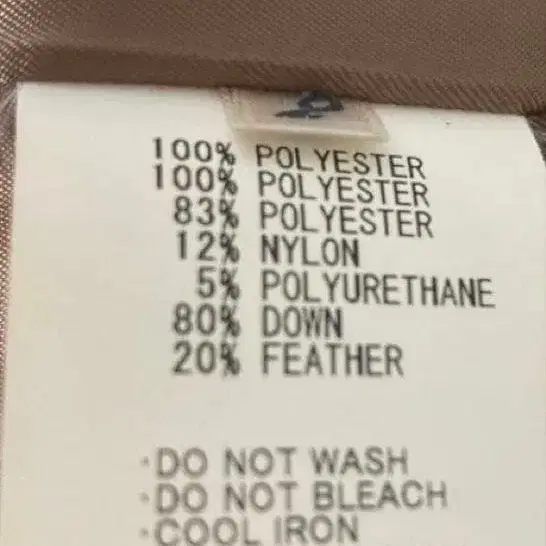 100% POLYESTER
100% POLYESTER
83% POLYESTER
12% NYLON
5% POLYURETHANE
80% DOWN
20% FEATHER
·DO NOT WASH
·DO NOT BLEACH
·COOL IRON